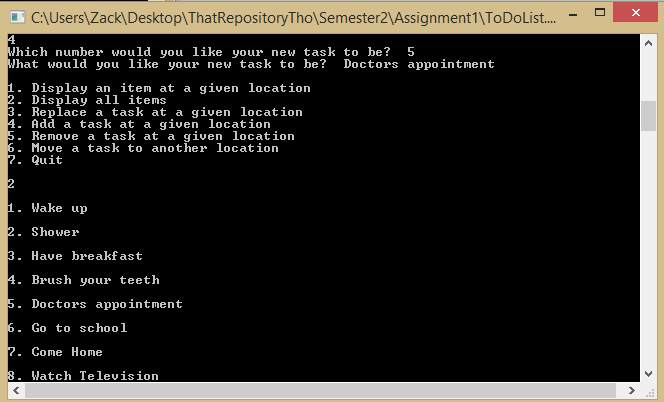 C:\Users\Zack\Desktop\ThatRepositoryTho\Semester2\Assignment1\ToDoList....
4
Which number would you like your new task to be?  5
What would you like your new task to be?  Doctors appointment
1. Display an item at a given location
2. Display all items
3. Replace a task at a given location
4. Add a task at a given location
5. Remove a task at a given location
6. Move a task to another location
7. Quit
2
1. Wake up
2. Shower
3. Have breakfast
4. Brush your teeth
5. Doctors appointment
6. Go to school
7. Come Home
8. Watch Television